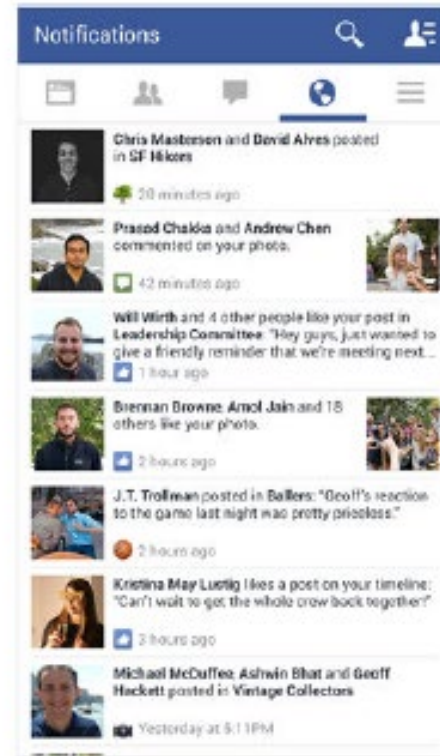 Notifications
Chris Masterson and David Alves posted
in SF Hikers
20 minutes ago
Prasad Chakka and Andrew Chen
commented on your photo.
42 minutes ago
Will Wirth and 4 other people like your post in
Leadership Committee: "Hey guys, just wanted to
give a friendly reminder that we're meeting next...
1 hour ago
Brennan Browne, Amol Jain and 18
others like your photo.
2 hours ago
J.T. Trollman posted in Ballers: "Geoff's reaction
to the game last night was pretty priceless."
2 hours ago
Kristina May Lustig likes a post on your timeline:
"Can't wait to get the whole crew back together!"
3 hours ago
Michael McDuffee, Ashwin Bhat and Geoff
Hackett posted in Vintage Collectors
Yesterday at 5:11PM